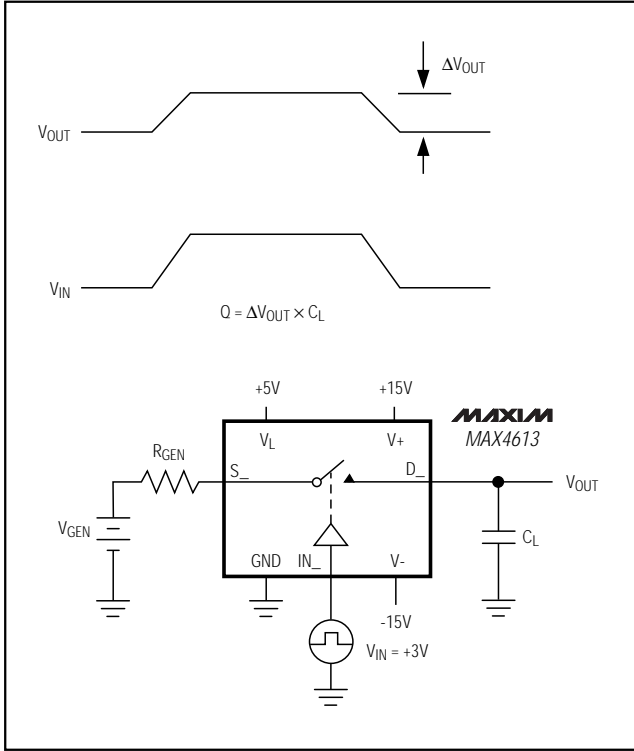 ΔVOUT
VOUT
VIN
Q = ΔVOUT × CL
+5V +15V
MAXIM
MAX4613
RGEN VL V+
S_ D_ VOUT
VGEN CL
GND IN_ V-
-15V
VIN = +3V